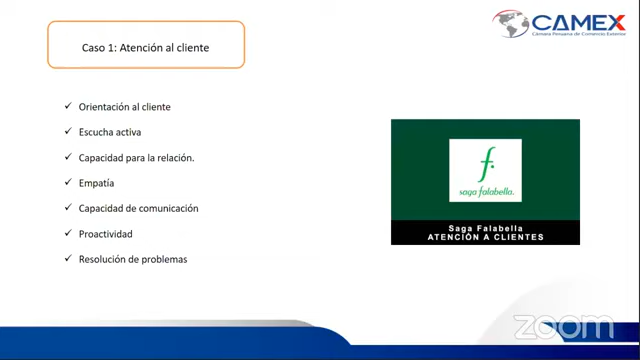 CAMEX
Cámara Peruana de Comercio Exterior
Caso 1: Atención al cliente
✓ Orientación al cliente
✓ Escucha activa
✓ Capacidad para la relación.
✓ Empatía
✓ Capacidad de comunicación
✓ Proactividad
✓ Resolución de problemas
f.
saga falabella.
Saga Falabella
ATENCIÓN A CLIENTES
zoom